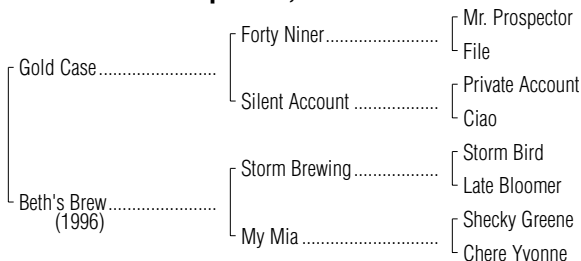 Mr. Prospector
Forty Niner
File
Gold Case
Private Account
Silent Account
Ciao
Storm Bird
Storm Brewing
Late Bloomer
Beth's Brew
(1996)
Shecky Greene
My Mia
Chere Yvonne